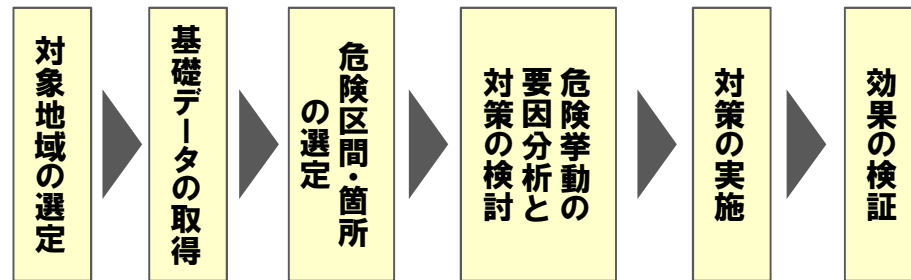 対象地域の選定
基礎データの取得
危険区間・箇所
の選定
危険挙動の
要因分析と
対策の検討
対策の実施
効果の検証